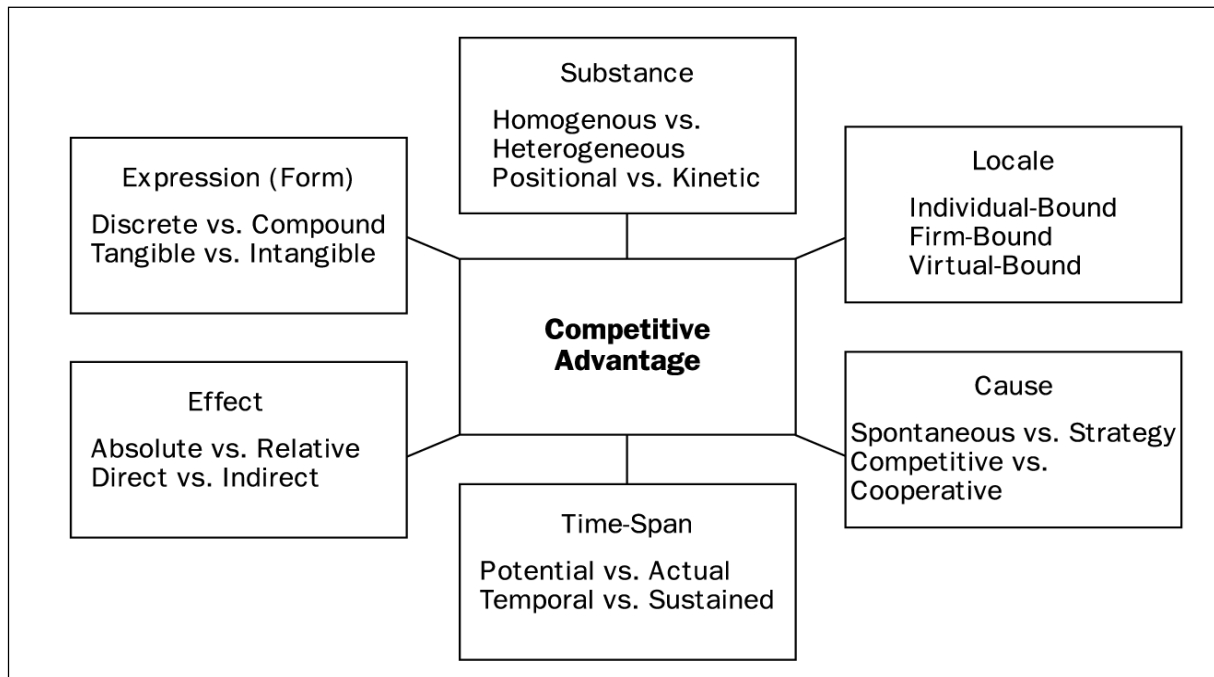 Substance
Homogenous vs.
Heterogeneous
Positional vs. Kinetic
Expression (Form)
Discrete vs. Compound
Tangible vs. Intangible
Locale
Individual-Bound
Firm-Bound
Virtual-Bound
Competitive
Advantage
Effect
Absolute vs. Relative
Direct vs. Indirect
Cause
Spontaneous vs. Strategy
Competitive vs.
Cooperative
Time-Span
Potential vs. Actual
Temporal vs. Sustained